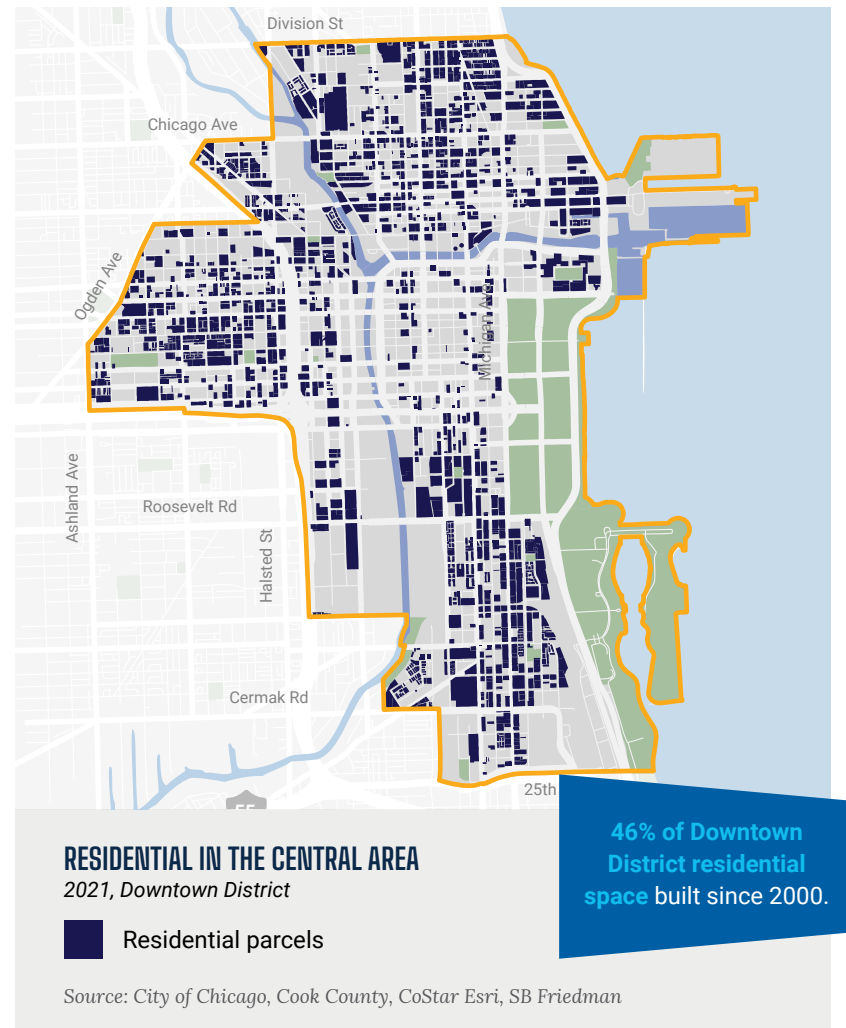 Division St
Chicago Ave
Ogden Ave
Michigan Ave
Ashland Ave
Roosevelt Rd
Halsted St
Cermak Rd
25th
55
RESIDENTIAL IN THE CENTRAL AREA
2021, Downtown District
Residential parcels
46% of Downtown
District residential
space built since 2000.
Source: City of Chicago, Cook County, CoStar Esri, SB Friedman